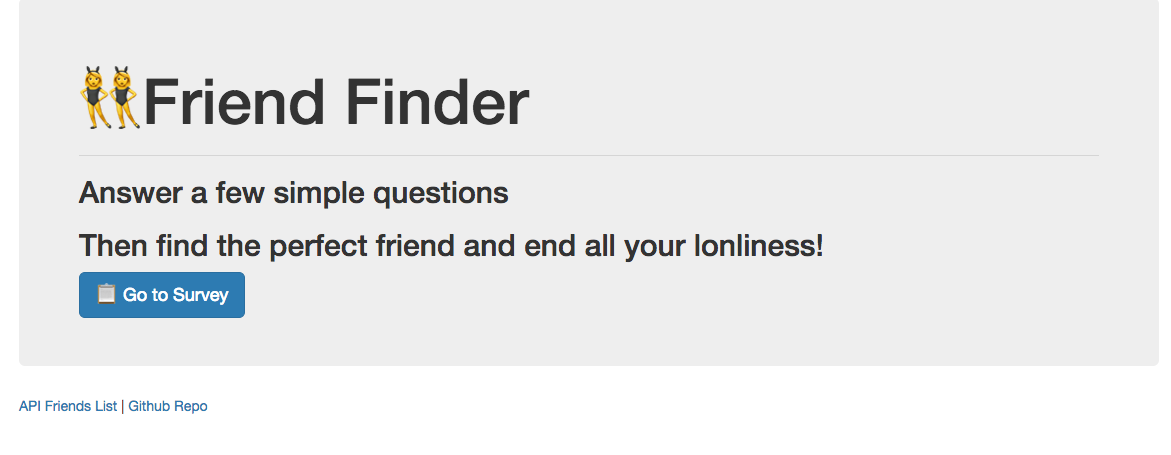 Friend Finder
Answer a few simple questions
Then find the perfect friend and end all your lonliness!
Go to Survey
API Friends List | Github Repo